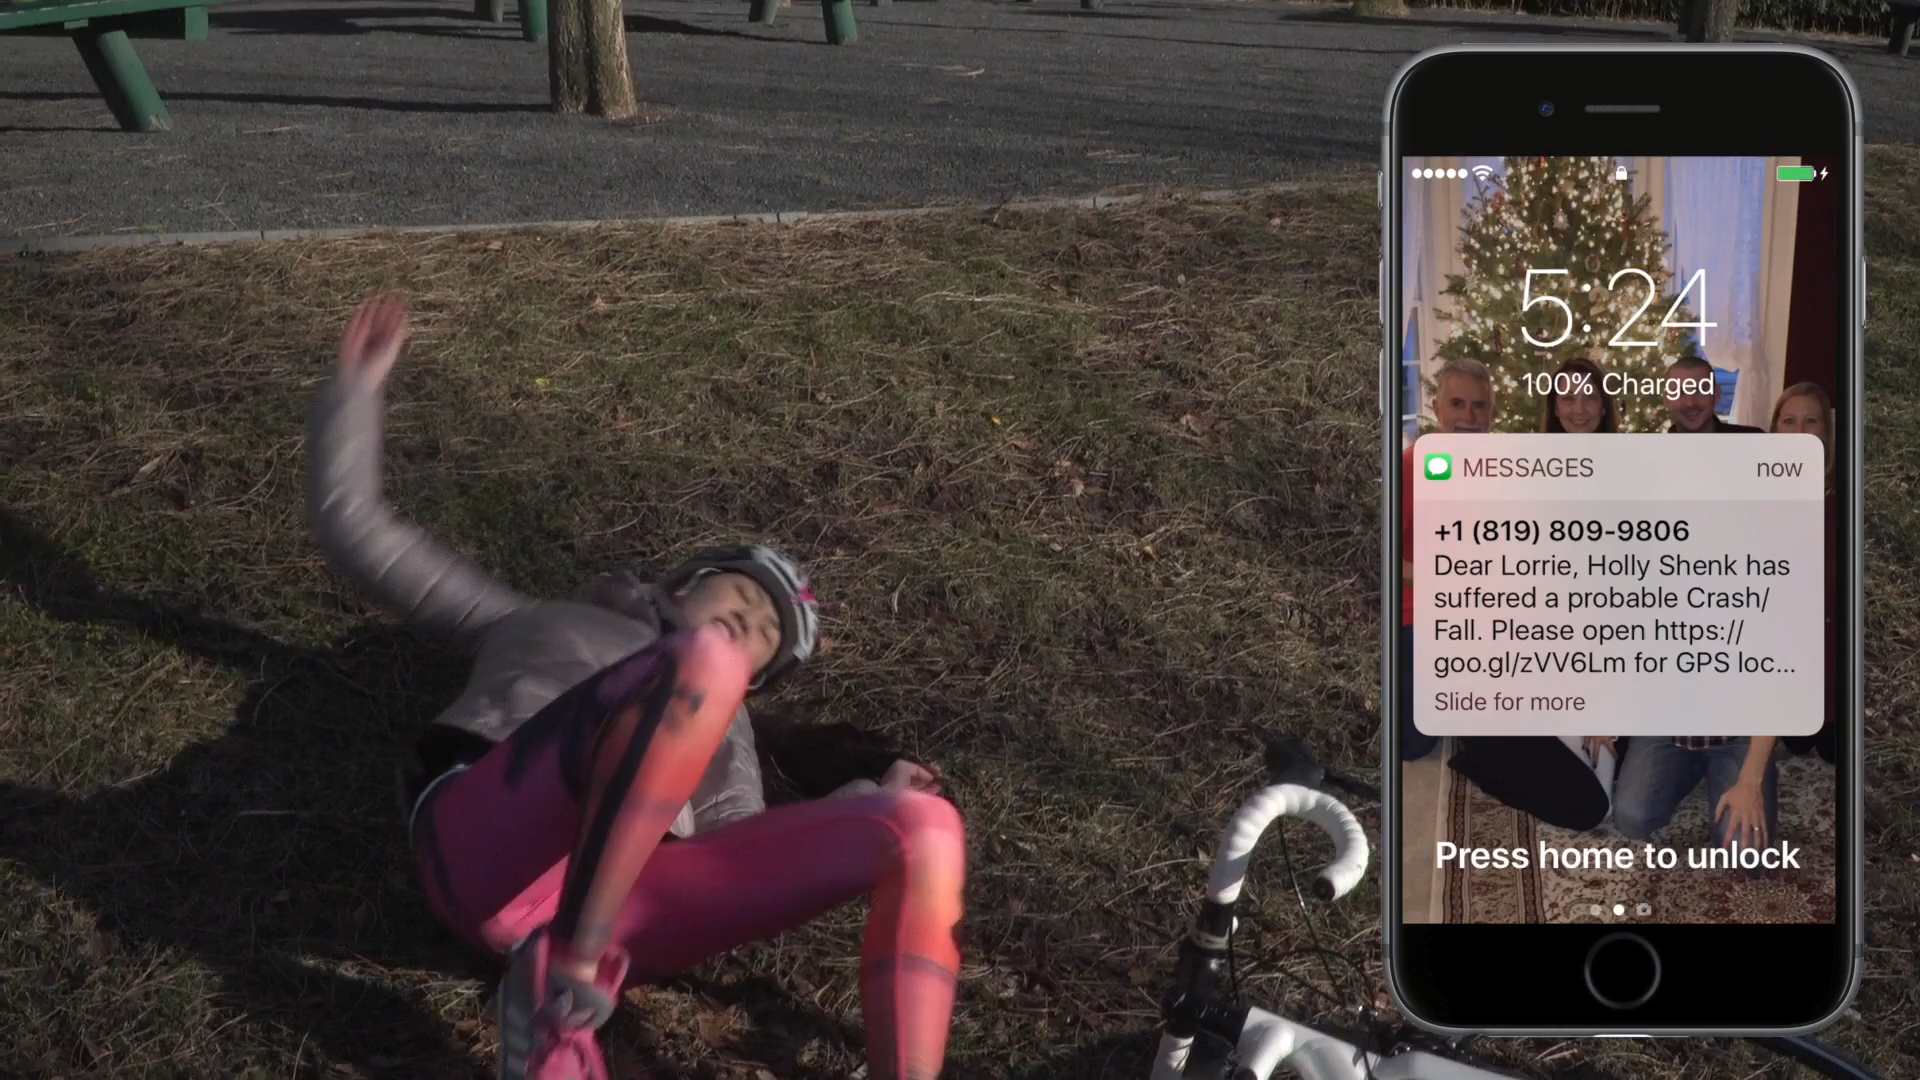 5:24
100% Charged
MESSAGES now
+1 (819) 809-9806
Dear Lorrie, Holly Shenk has
suffered a probable Crash/
Fall. Please open https://
goo.gl/zVV6Lm for GPS loc...
Slide for more
Press home to unlock